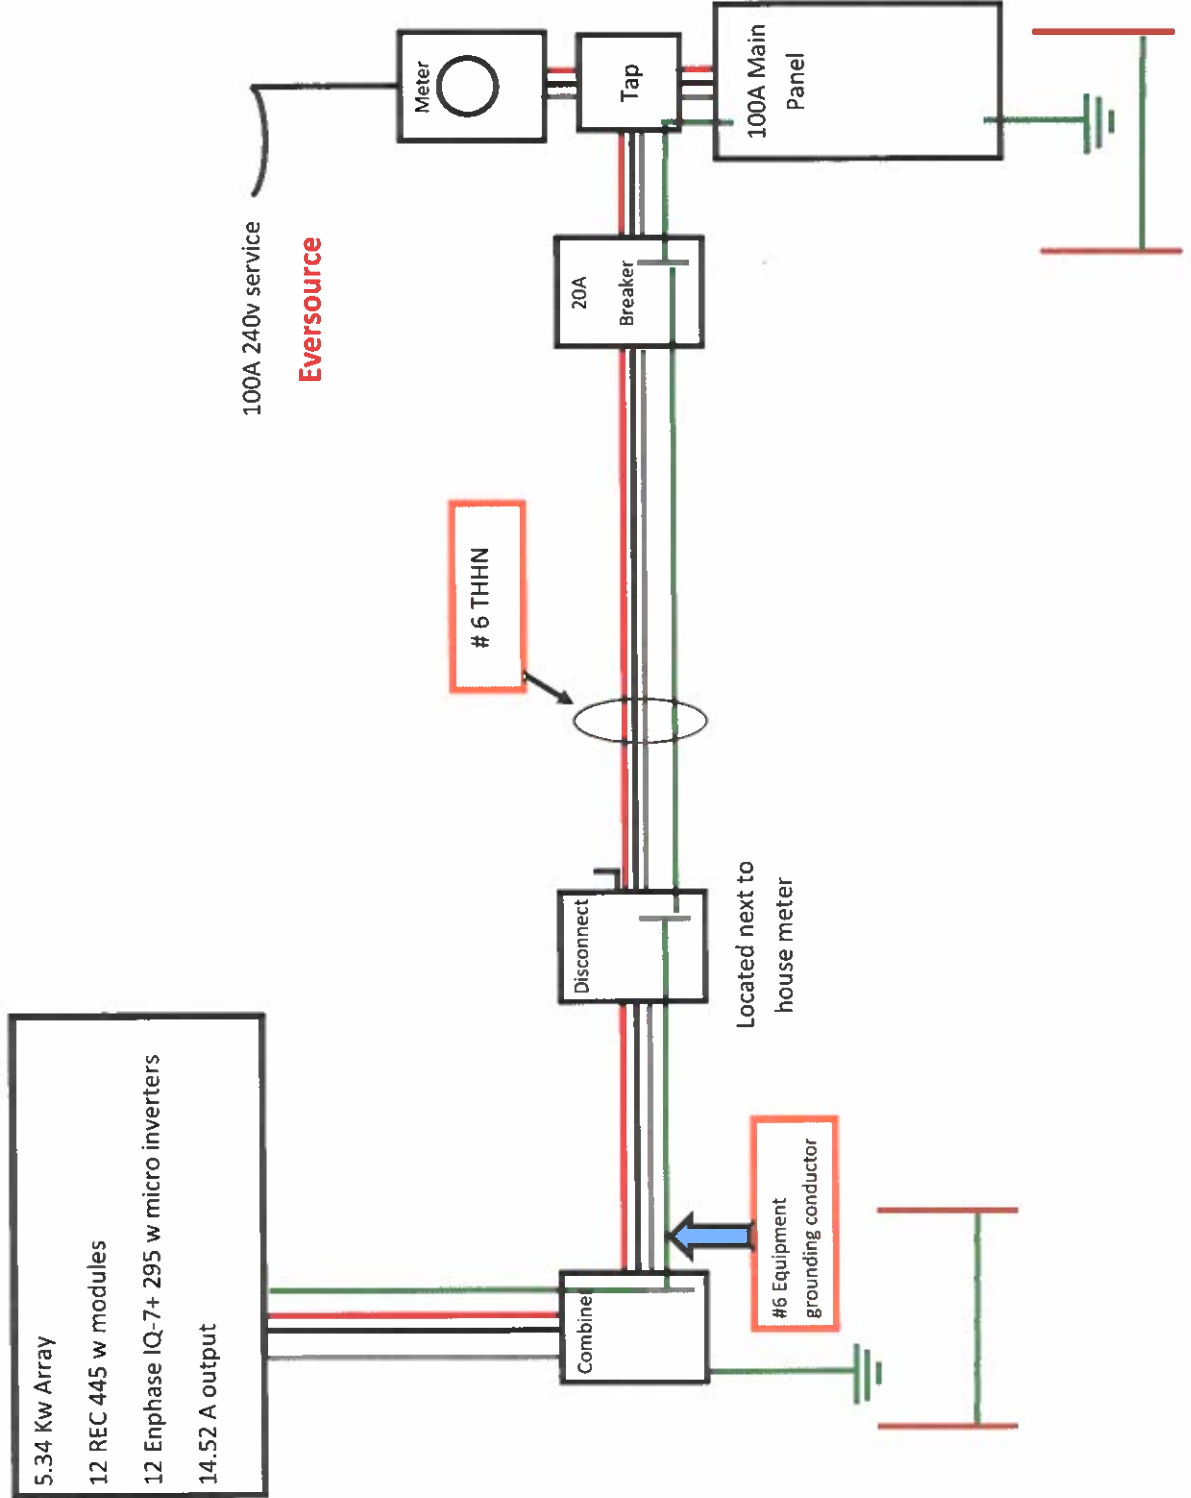 5.34 Kw Array
12 REC 445 w modules
12 Enphase IQ-7+ 295 w micro inverters
14.52 A output
Combiner
#6 Equipment
grounding conductor
Disconnect
Located next to
house meter
# 6 THHN
20A
Breaker
100A 240v service
Eversource
Meter
Tap
100A Main
Panel